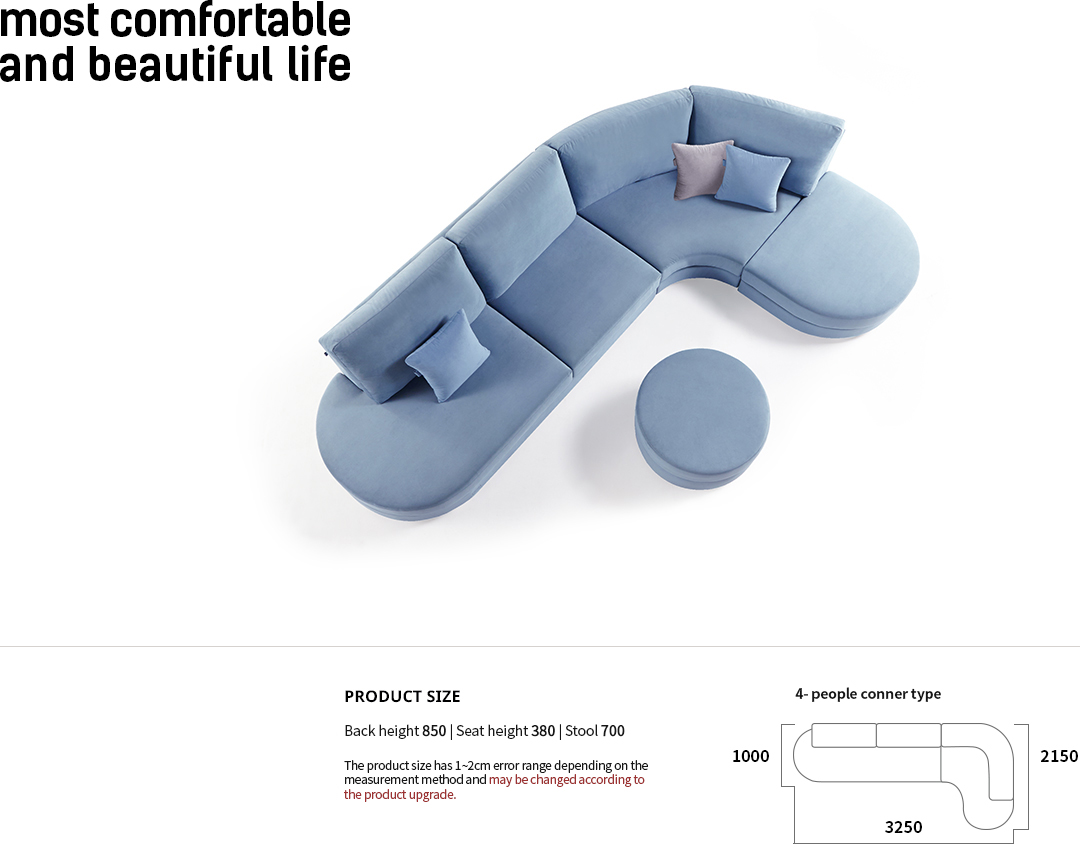 most comfortable
and beautiful life
PRODUCT SIZE
Back height 850 | Seat height 380 | Stool 700
The product size has 1~2cm error range depending on the
measurement method and may be changed according to
the product upgrade.
4- people conner type
1000
2150
3250